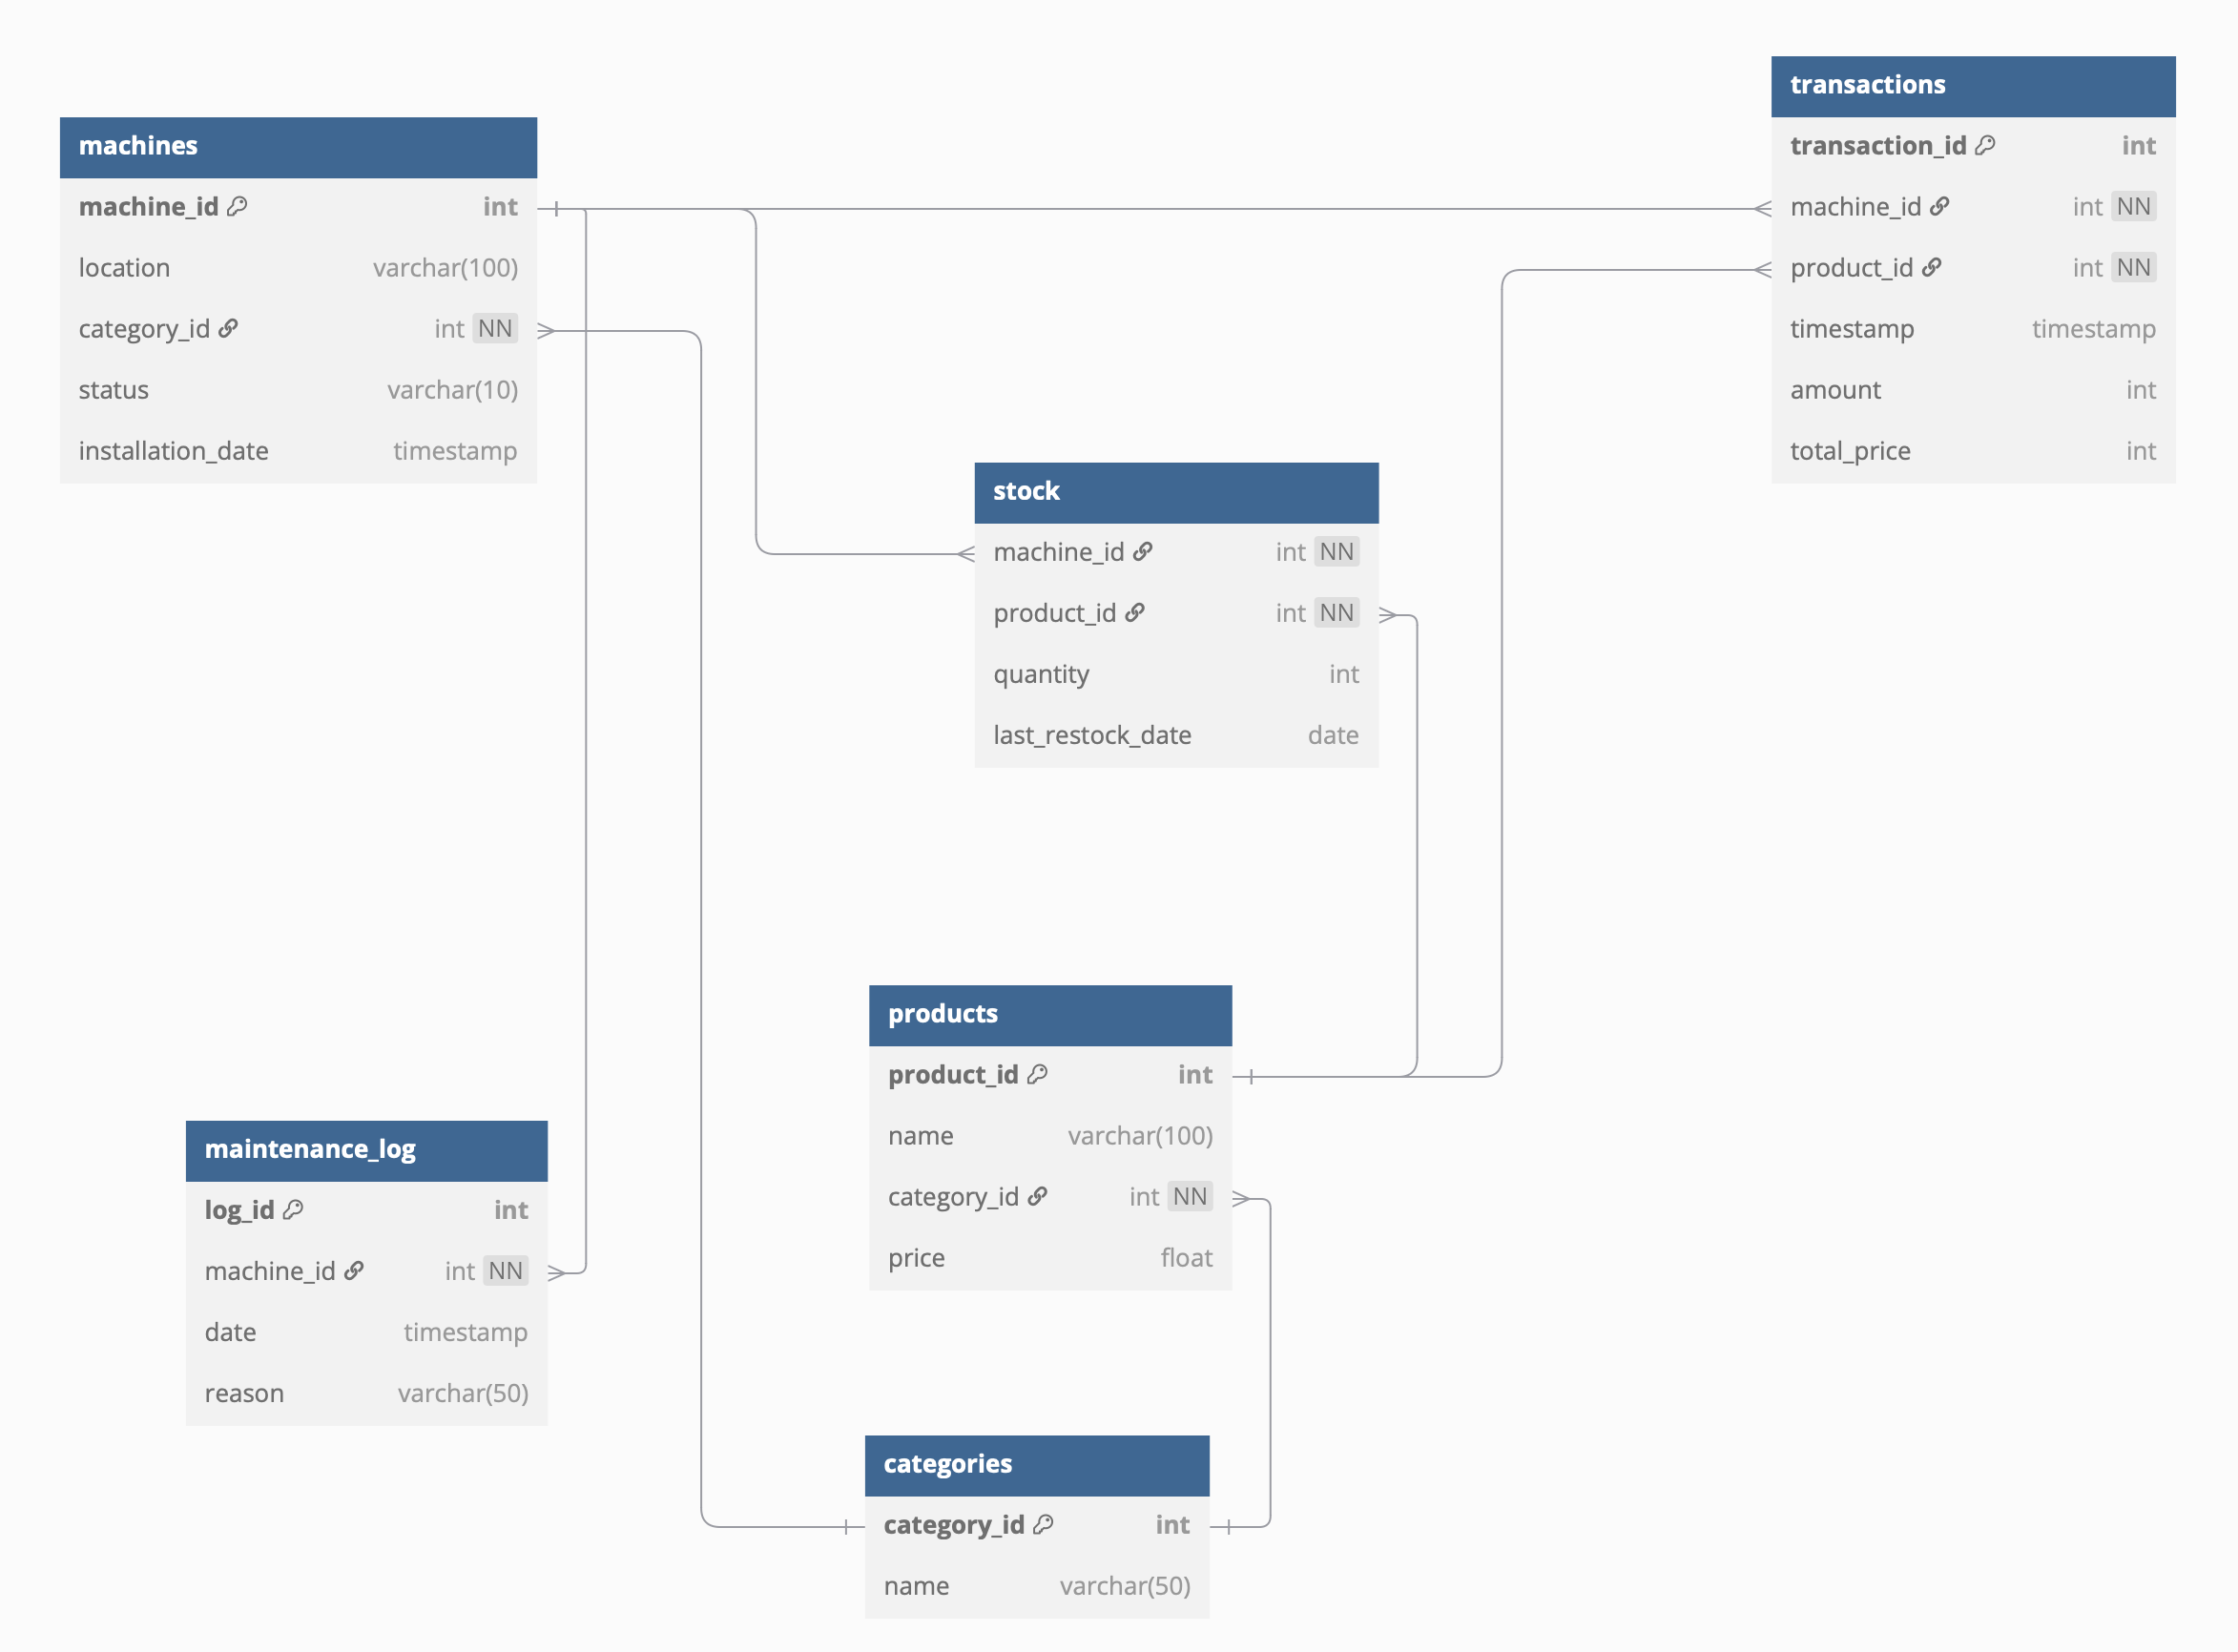 machines
machine_id int
location varchar(100)
category_id int NN
status varchar(10)
installation_date timestamp
transactions
transaction_id int
machine_id int NN
product_id int NN
timestamp timestamp
amount int
total_price int
stock
machine_id int NN
product_id int NN
quantity int
last_restock_date date
products
product_id int
name varchar(100)
category_id int NN
price float
maintenance_log
log_id int
machine_id int NN
date timestamp
reason varchar(50)
categories
category_id int
name varchar(50)